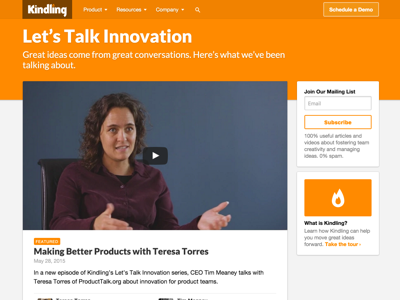 Kindling
Product
Resources
Company
Schedule a Demo
Let's Talk Innovation
Great ideas come from great conversations. Here's what we've been
talking about.
Join Our Mailing List
Email
Subscribe
100% useful articles and
videos about fostering team
creativity and managing
ideas. 0% spam.
FEATURED
Making Better Products with Teresa Torres
May 28, 2015
In a new episode of Kindling's Let's Talk Innovation series, CEO Tim Meaney talks with
Teresa Torres of ProductTalk.org about innovation for product teams.
What is Kindling?
Learn how Kindling can help
you move great ideas
forward. Take the tour ›